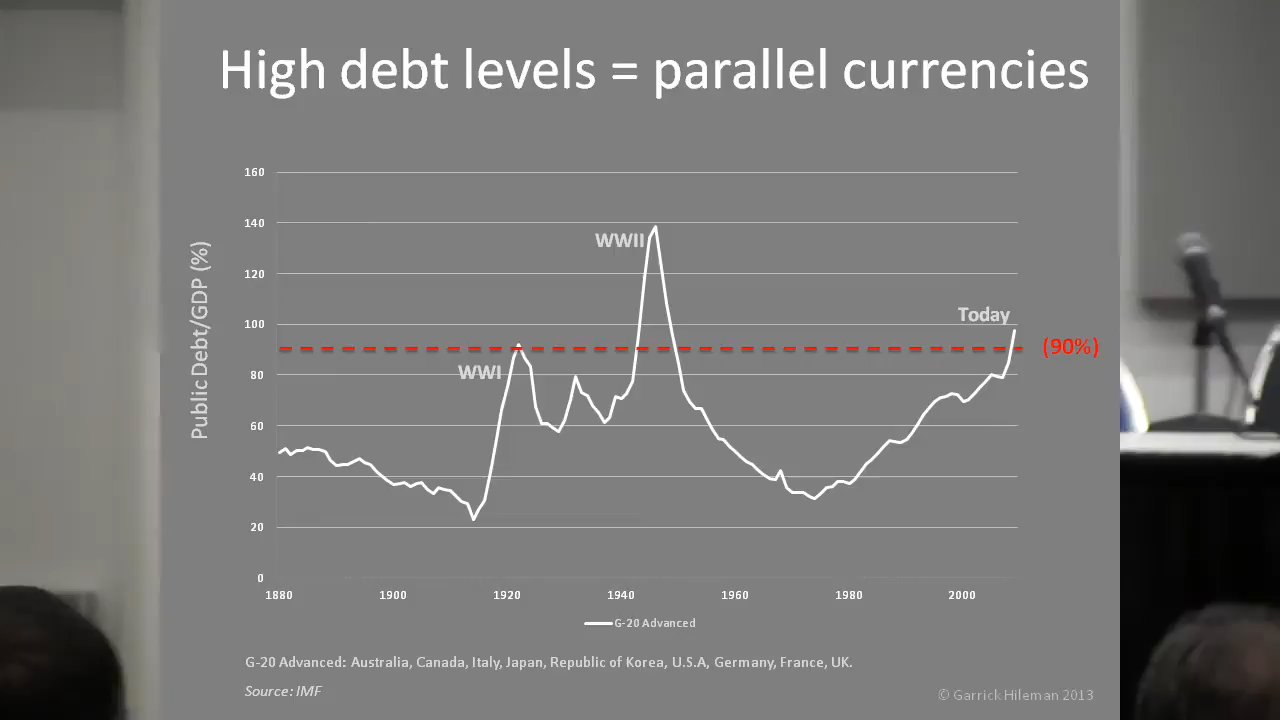 High debt levels = parallel currencies
Public Debt/GDP (%)
160
140
120
100
80
60
40
20
0
WWI
WWII
Today
(90%)
1880 1900 1920 1940 1960 1980 2000
G-20 Advanced
G-20 Advanced: Australia, Canada, Italy, Japan, Republic of Korea, U.S.A, Germany, France, UK.
Source: IMF
© Garrick Hileman 2013